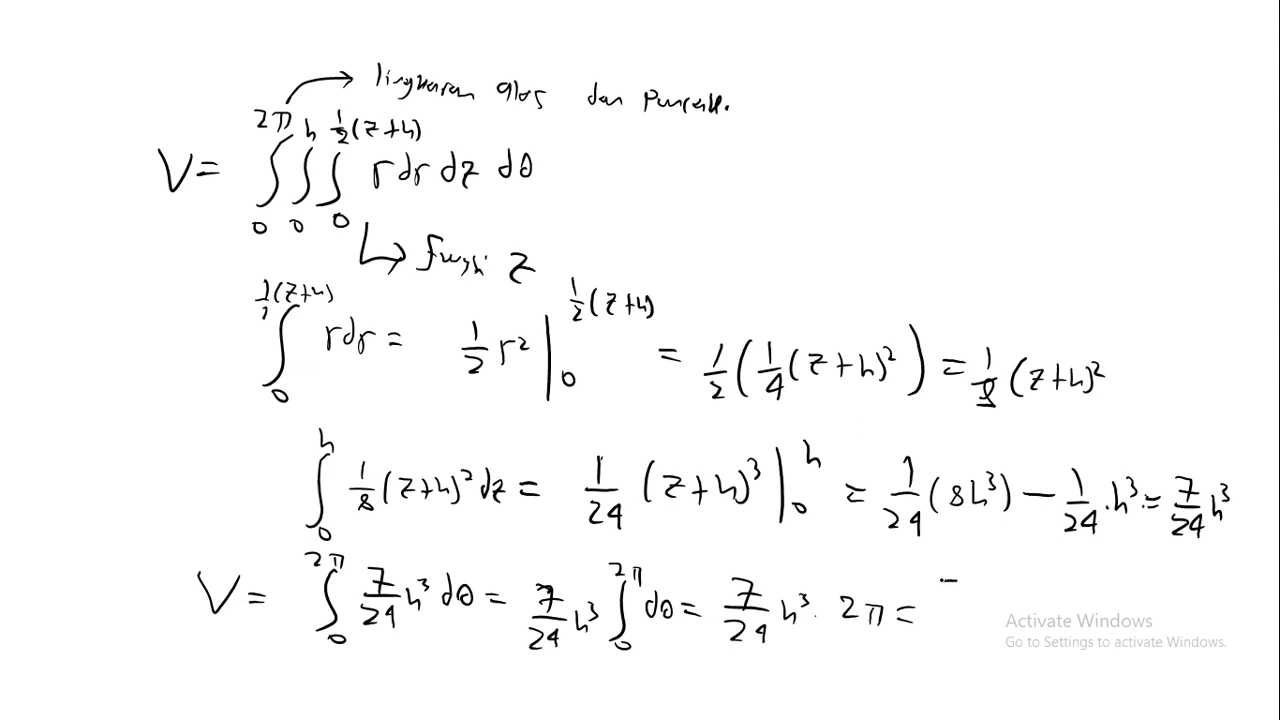 lingkaran alas dan puncak.
V = ∫₀^{2π} ∫₀^{h} ∫₀^{½(z+h)} r dr dz dθ
↳ fungsi z
∫₀^{½(z+h)} r dr = ½ r² |₀^{½(z+h)} = ½(¼(z+h)²) = ⅛(z+h)²
∫₀^{h} ⅛(z+h)² dz = 1/24 (z+h)³ |₀^{h} = 1/24 (8h³) − 1/24 · h³ = 7/24 h³
V = ∫₀^{2π} 7/24 h³ dθ = 7/24 h³ ∫₀^{2π} dθ = 7/24 h³ · 2π =
Activate Windows
Go to Settings to activate Windows.